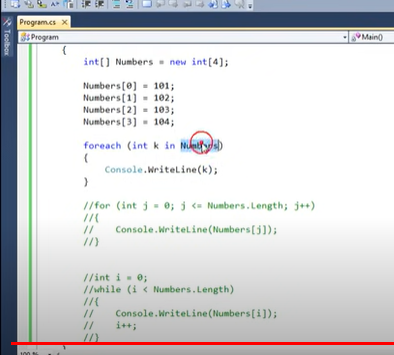 Program.cs
Program
Main()
Toolbox
{
int[] Numbers = new int[4];
Numbers[0] = 101;
Numbers[1] = 102;
Numbers[2] = 103;
Numbers[3] = 104;
foreach (int k in Numbers)
{
Console.WriteLine(k);
}
//for (int j = 0; j <= Numbers.Length; j++)
//{
//    Console.WriteLine(Numbers[j]);
//}
//int i = 0;
//while (i < Numbers.Length)
//{
//    Console.WriteLine(Numbers[i]);
//    i++;
//}